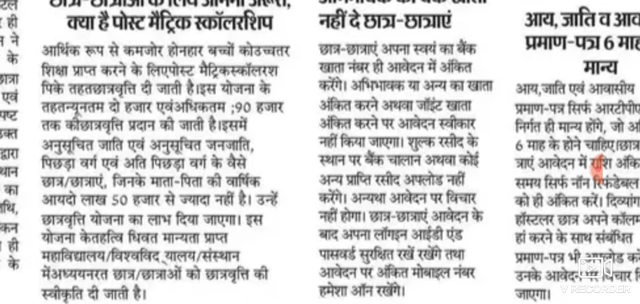 क्या है पोस्ट मैट्रिक स्कॉलरशिप
आर्थिक रूप से कमजोर होनहार बच्चों कोउच्चतर
शिक्षा प्राप्त करने के लिएपोस्ट मैट्रिकस्कॉलरश
पिके तहतछात्रवृत्ति दी जाती है।इस योजना के
तहतन्यूनतम दो हजार एवंअधिकतम ;90 हजार
तक कीछात्रवृत्ति प्रदान की जाती है।इसमें
अनुसूचित जाति एवं अनुसूचित जनजाति,
पिछड़ा वर्ग एवं अति पिछड़ा वर्ग के वैसे
छात्र/छात्राएं, जिनके माता-पिता की वार्षिक
आयदो लाख 50 हजार से ज्यादा नहीं है। उन्हें
छात्रवृत्ति योजना का लाभ दिया जाएगा। इस
योजना केतहत्वि धिवत मान्यता प्राप्त
महाविद्यालय/विश्वविद् यालय/संस्थान
मेंअध्ययनरत छात्र/छात्राओं को छात्रवृत्ति की
स्वीकृति दी जाती है।
नहीं दे छात्र-छात्राएं
छात्र-छात्राएं अपना स्वयं का बैंक
खाता नंबर ही आवेदन में अंकित
करेंगे। अभिभावक या अन्य का खाता
अंकित करने अथवा जॉइंट खाता
अंकित करने पर आवेदन स्वीकार
नहीं किया जाएगा। शुल्क रसीद के
स्थान पर बैंक चालान अथवा कोई
अन्य प्राप्ति रसीद अपलोड नहीं
करेंगे। अन्यथा आवेदन पर विचार
नहीं होगा। छात्र-छात्राएं आवेदन के
बाद अपना लॉगइन आईडी एंड
पासवर्ड सुरक्षित रखें रखेंगे तथा
आवेदन पर अंकित मोबाइल नंबर
हमेशा ऑन रखेंगे।
आय, जाति व आव
प्रमाण-पत्र 6 माह
मान्य
आय,जाति एवं आवासीय
प्रमाण-पत्र सिर्फ आरटीपी
निर्गत ही मान्य होंगे, जो अ
6 माह के होने चाहिए।छात्र
त्राएं आवेदन में राशि अंकि
समय सिर्फ नॉन रिफंडेबल
को ही अंकित करें। दिव्यांग
हॉस्टलर छात्र अपने कॉलम
हां करने के साथ संबंधित
प्रमाण-पत्र भी
उनके आवेदन
जाएगा।
V RECORDER